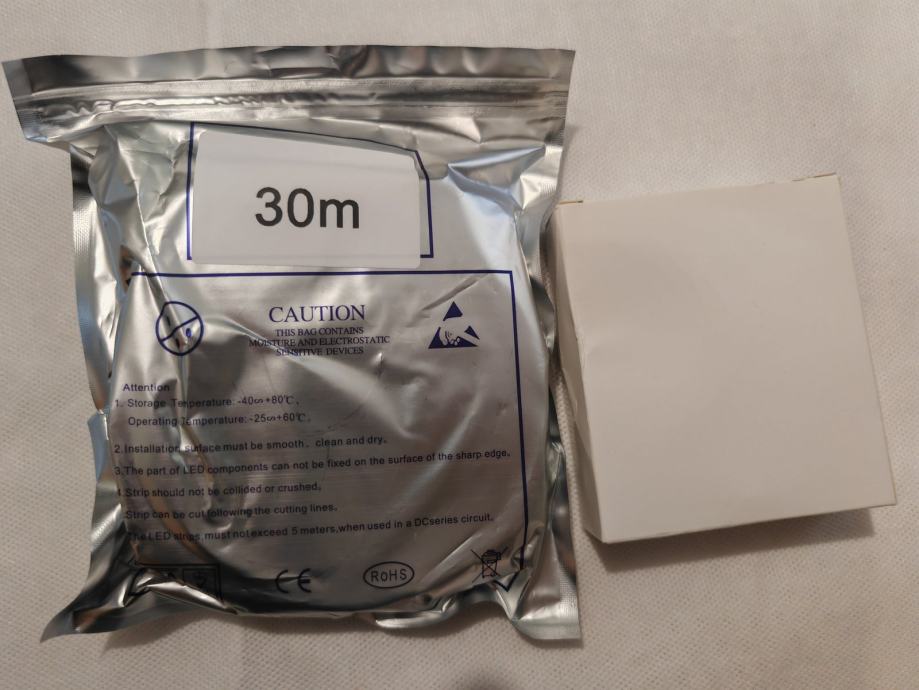 30m
CAUTION
THIS BAG CONTAINS
MOISTURE AND ELECTROSTATIC
SENSITIVE DEVICES
Attention
1. Storage Temperature: -40∽+80℃,
Operating Temperature: -25∽+60℃,
2.Installation surface must be smooth, clean and dry。
3.The part of LED components can not be fixed on the surface of the sharp edge。
4.Strip should not be collided or crushed。
Strip can be cut following the cutting lines。
The LED strips, must not exceed 5 meters,when used in a DCseries circuit。
CE
RoHS